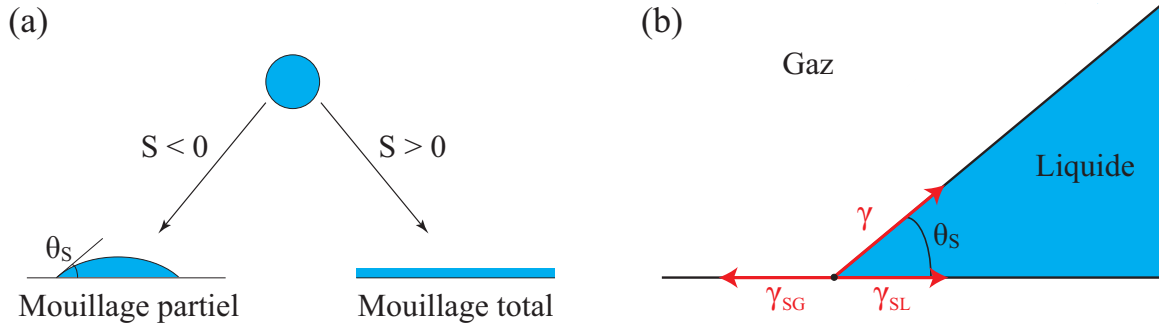 (a)
S < 0
S > 0
θS
Mouillage partiel
Mouillage total
(b)
Gaz
Liquide
γ
θS
γSG
γSL